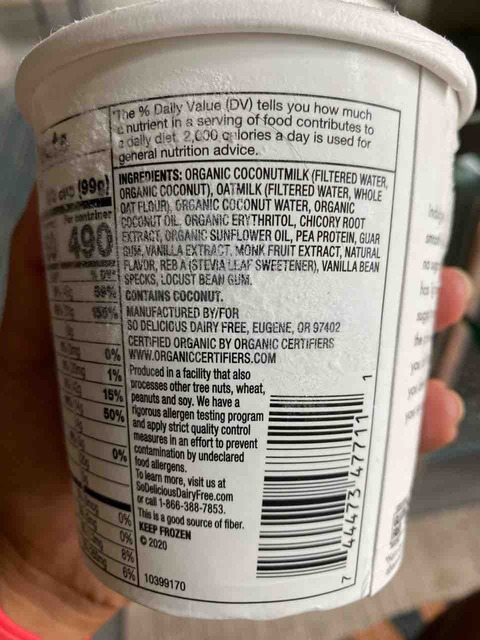 *The % Daily Value (DV) tells you how much
a nutrient in a serving of food contributes to
a daily diet. 2,000 calories a day is used for
general nutrition advice.
INGREDIENTS: ORGANIC COCONUTMILK (FILTERED WATER,
ORGANIC COCONUT), OATMILK (FILTERED WATER, WHOLE
OAT FLOUR), ORGANIC COCONUT WATER, ORGANIC
COCONUT OIL, ORGANIC ERYTHRITOL, CHICORY ROOT
EXTRACT, ORGANIC SUNFLOWER OIL, PEA PROTEIN, GUAR
GUM, VANILLA EXTRACT, MONK FRUIT EXTRACT, NATURAL
FLAVOR, REB A (STEVIA LEAF SWEETENER), VANILLA BEAN
SPECKS, LOCUST BEAN GUM.
CONTAINS COCONUT.
MANUFACTURED BY/FOR
SO DELICIOUS DAIRY FREE, EUGENE, OR 97402
CERTIFIED ORGANIC BY ORGANIC CERTIFIERS
WWW.ORGANICCERTIFIERS.COM
Produced in a facility that also
processes other tree nuts, wheat,
peanuts and soy. We have a
rigorous allergen testing program
and apply strict quality control
measures in an effort to prevent
contamination by undeclared
food allergens.
To learn more, visit us at
SoDeliciousDairyFree.com
or call 1-866-388-7853.
This is a good source of fiber.
KEEP FROZEN
© 2020
10399170
7 44473 47711 1
(99g)
Per container
490
% DV*
0%
1%
15%
50%
0%
0%
0%
8%
6%